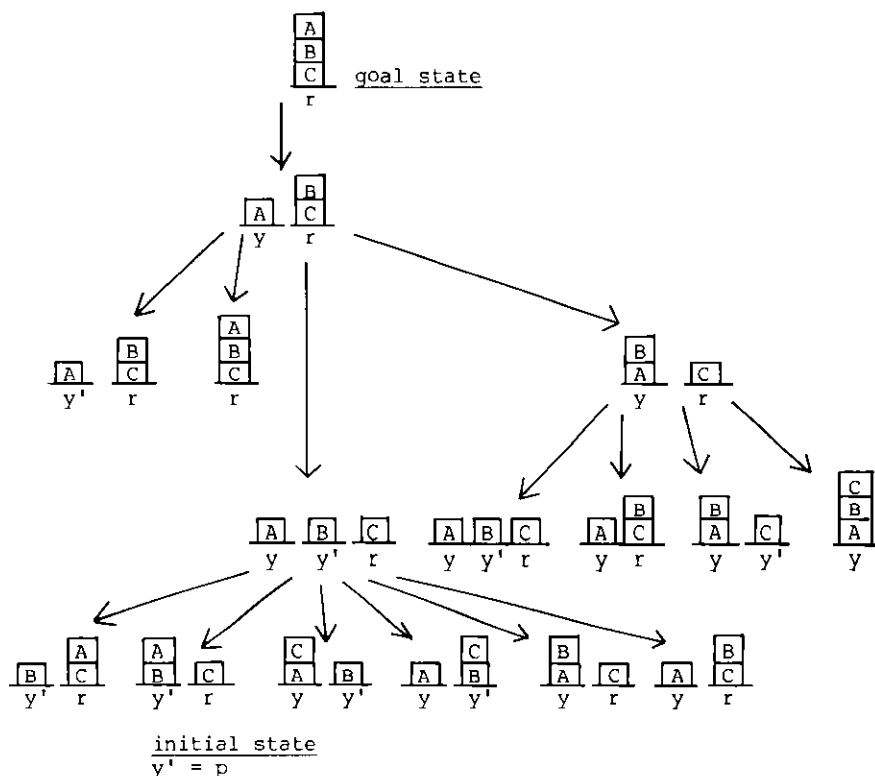 A
B
C goal state
r
B
A C
y r
A
B B B
A C C A C
y' r r y r
C
B B B
A B C A B C A C A C A
y y' r y y' r y r y y' y
A A C C B B
B C B C A B A B A C A C
y' r y' r y y' y y' y r y r
initial state
y' = p